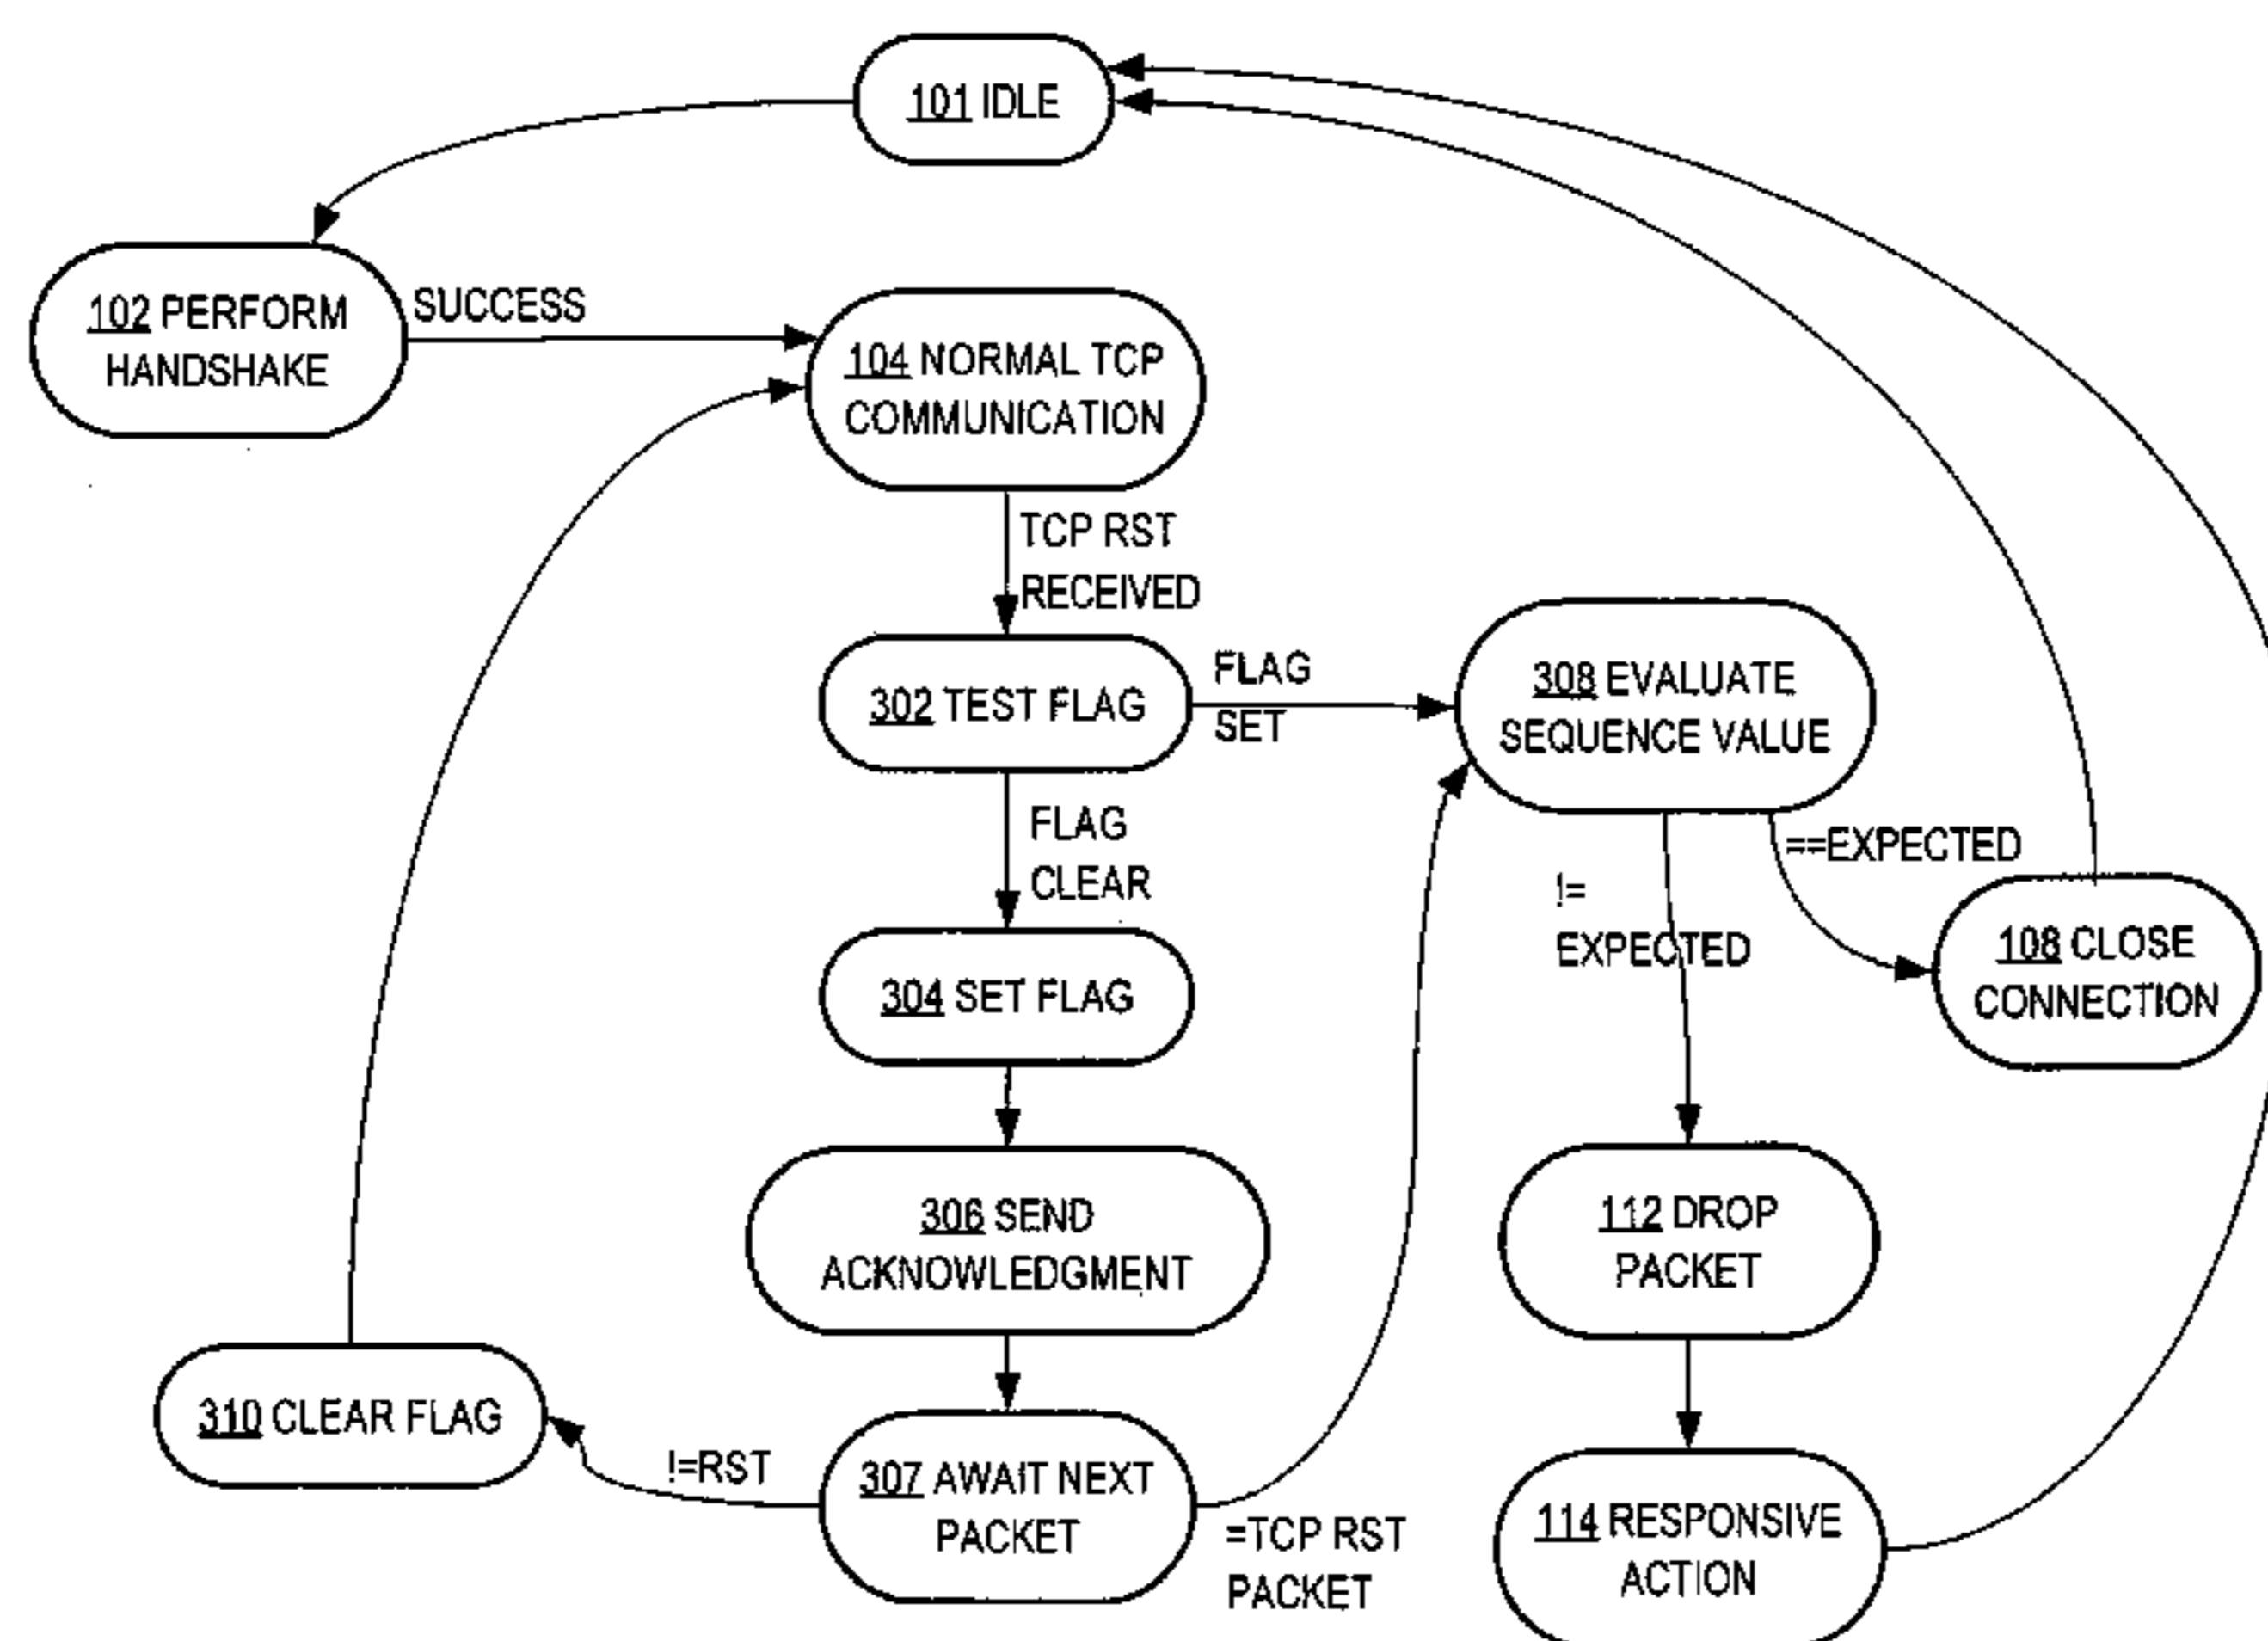 101 IDLE
102 PERFORM
HANDSHAKE
SUCCESS
104 NORMAL TCP
COMMUNICATION
TCP RST
RECEIVED
302 TEST FLAG
FLAG
SET
308 EVALUATE
SEQUENCE VALUE
FLAG
CLEAR
==EXPECTED
!=
EXPECTED
108 CLOSE
CONNECTION
304 SET FLAG
306 SEND
ACKNOWLEDGMENT
112 DROP
PACKET
310 CLEAR FLAG
!=RST
307 AWAIT NEXT
PACKET
=TCP RST
PACKET
114 RESPONSIVE
ACTION